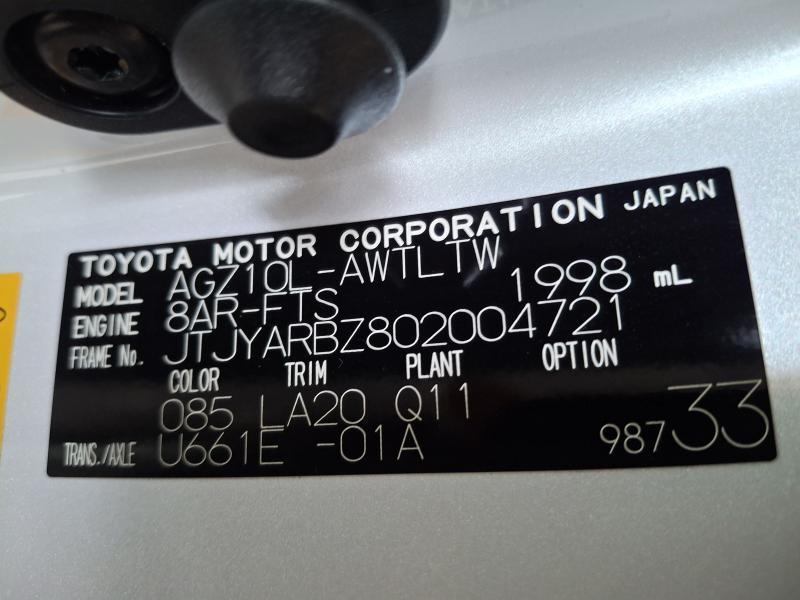 TOYOTA MOTOR CORPORATION JAPAN
MODEL AGZ10L-AWTLTW
ENGINE 8AR-FTS 1998 mL
FRAME No. JTJYARBZ802004721
COLOR TRIM PLANT OPTION
085 LA20 Q11
TRANS./AXLE U661E -01A 98733